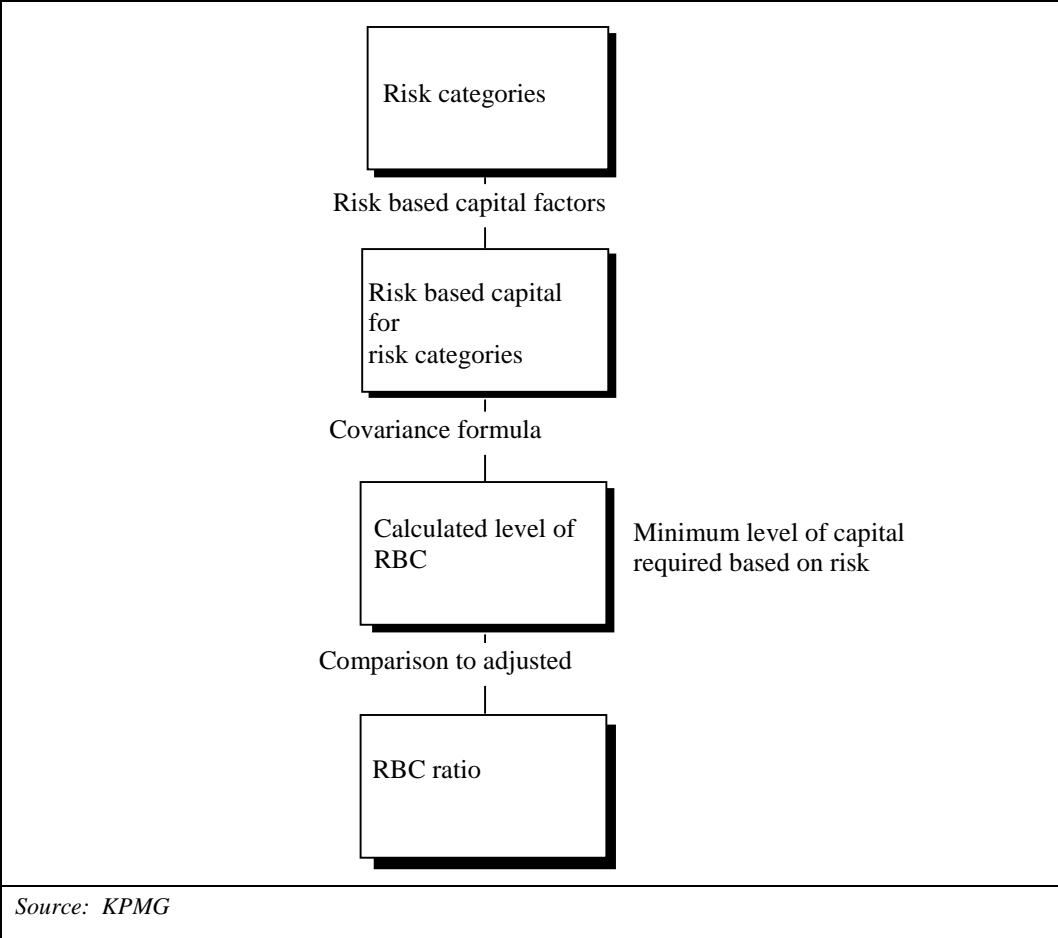 Risk categories
Risk based capital factors
Risk based capital
for
risk categories
Covariance formula
Calculated level of
RBC
Minimum level of capital
required based on risk
Comparison to adjusted
RBC ratio
Source: KPMG